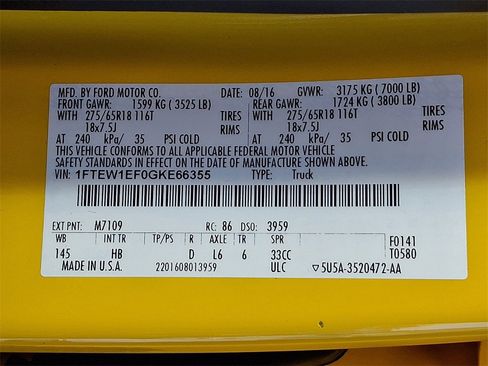 MFD. BY FORD MOTOR CO. DATE: 08/16 GVWR: 3175 KG ( 7000 LB)
FRONT GAWR: 1599 KG ( 3525 LB) REAR GAWR: 1724 KG ( 3800 LB)
WITH 275/65R18 116T TIRES WITH 275/65R18 116T TIRES
18x7.5J RIMS 18x7.5J RIMS
AT 240 kPa/ 35 PSI COLD AT 240 kPa/ 35 PSI COLD
THIS VEHICLE CONFORMS TO ALL APPLICABLE FEDERAL MOTOR VEHICLE
SAFETY STANDARDS IN EFFECT ON THE DATE OF MANUFACTURE SHOWN ABOVE.
VIN: 1FTEW1EF0GKE66355 TYPE: Truck
EXT PNT: M7109 RC: 86 DSO: 3959
WB INT TR TP/PS R AXLE TR SPR F0141
145 HB D L6 6 33CC T0580
MADE IN U.S.A. 2201608013959 ULC ▽5U5A-3520472-AA